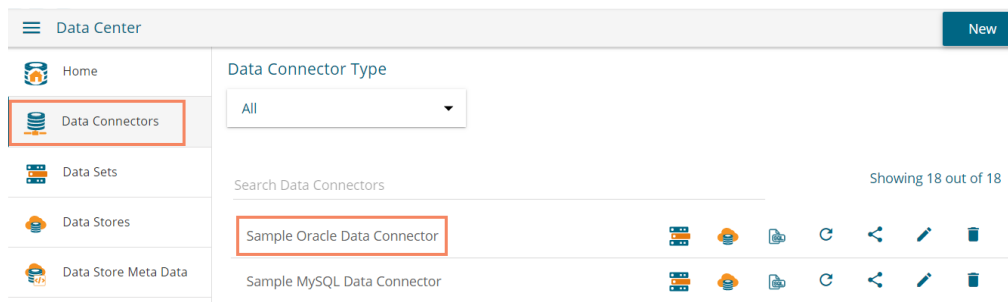 Data Center
New
Home
Data Connectors
Data Sets
Data Stores
Data Store Meta Data
Data Connector Type
All
Search Data Connectors
Showing 18 out of 18
Sample Oracle Data Connector
Sample MySQL Data Connector